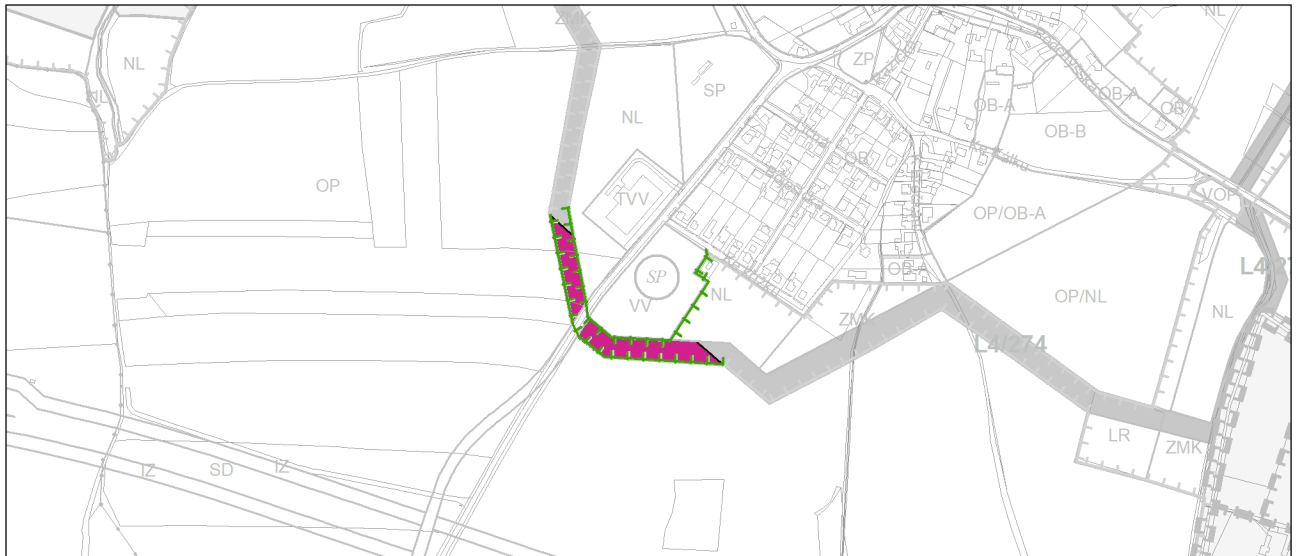 ZMK
NL
NL
ZP
NL
SP
NL
OB-A
OB-A
OB
OB-B
OB
OP
TVV
VOP
OP/OB-A
SP
VV
NL
OP/NL
NL
ZMK
L4/274
LR
ZMK
IZ
SD
IZ